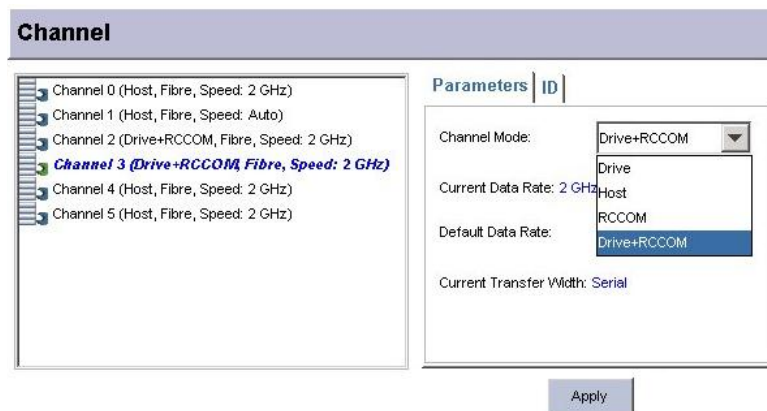 Channel
Channel 0 (Host, Fibre, Speed: 2 GHz)
Channel 1 (Host, Fibre, Speed: Auto)
Channel 2 (Drive+RCCOM, Fibre, Speed: 2 GHz)
Channel 3 (Drive+RCCOM, Fibre, Speed: 2 GHz)
Channel 4 (Host, Fibre, Speed: 2 GHz)
Channel 5 (Host, Fibre, Speed: 2 GHz)
Parameters ID
Channel Mode: Drive+RCCOM
Drive
Current Data Rate: 2 GHz
Host
RCCOM
Default Data Rate:
Drive+RCCOM
Current Transfer Width: Serial
Apply